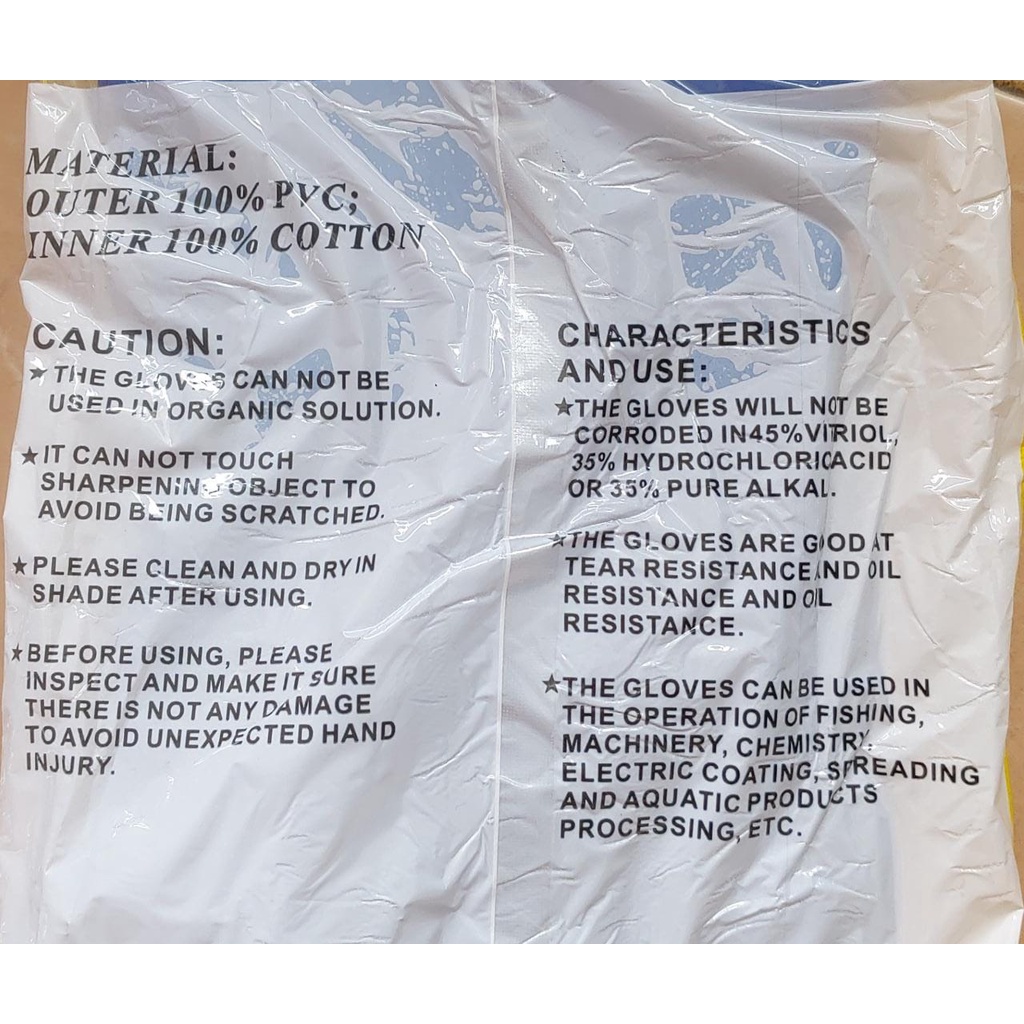 MATERIAL:
OUTER 100% PVC;
INNER 100% COTTON
CAUTION:
★ THE GLOVES CAN NOT BE
USED IN ORGANIC SOLUTION.
★ IT CAN NOT TOUCH
SHARPENING OBJECT TO
AVOID BEING SCRATCHED.
★ PLEASE CLEAN AND DRY IN
SHADE AFTER USING.
★ BEFORE USING, PLEASE
INSPECT AND MAKE IT SURE
THERE IS NOT ANY DAMAGE
TO AVOID UNEXPECTED HAND
INJURY.
CHARACTERISTICS
AND USE:
★THE GLOVES WILL NOT BE
CORRODED IN45%VITRIOL,
35% HYDROCHLORICACID
OR 35% PURE ALKAL.
★THE GLOVES ARE GOOD AT
TEAR RESISTANCE AND OIL
RESISTANCE AND OIL
RESISTANCE.
★THE GLOVES CAN BE USED IN
THE OPERATION OF FISHING,
MACHINERY, CHEMISTRY,
ELECTRIC COATING, SPREADING
AND AQUATIC PRODUCTS
PROCESSING, ETC.